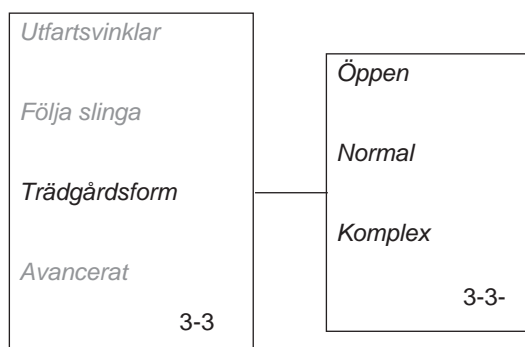 Utfartsvinklar
Följa slinga
Trädgårdsform
Avancerat
3-3
Öppen
Normal
Komplex
3-3-